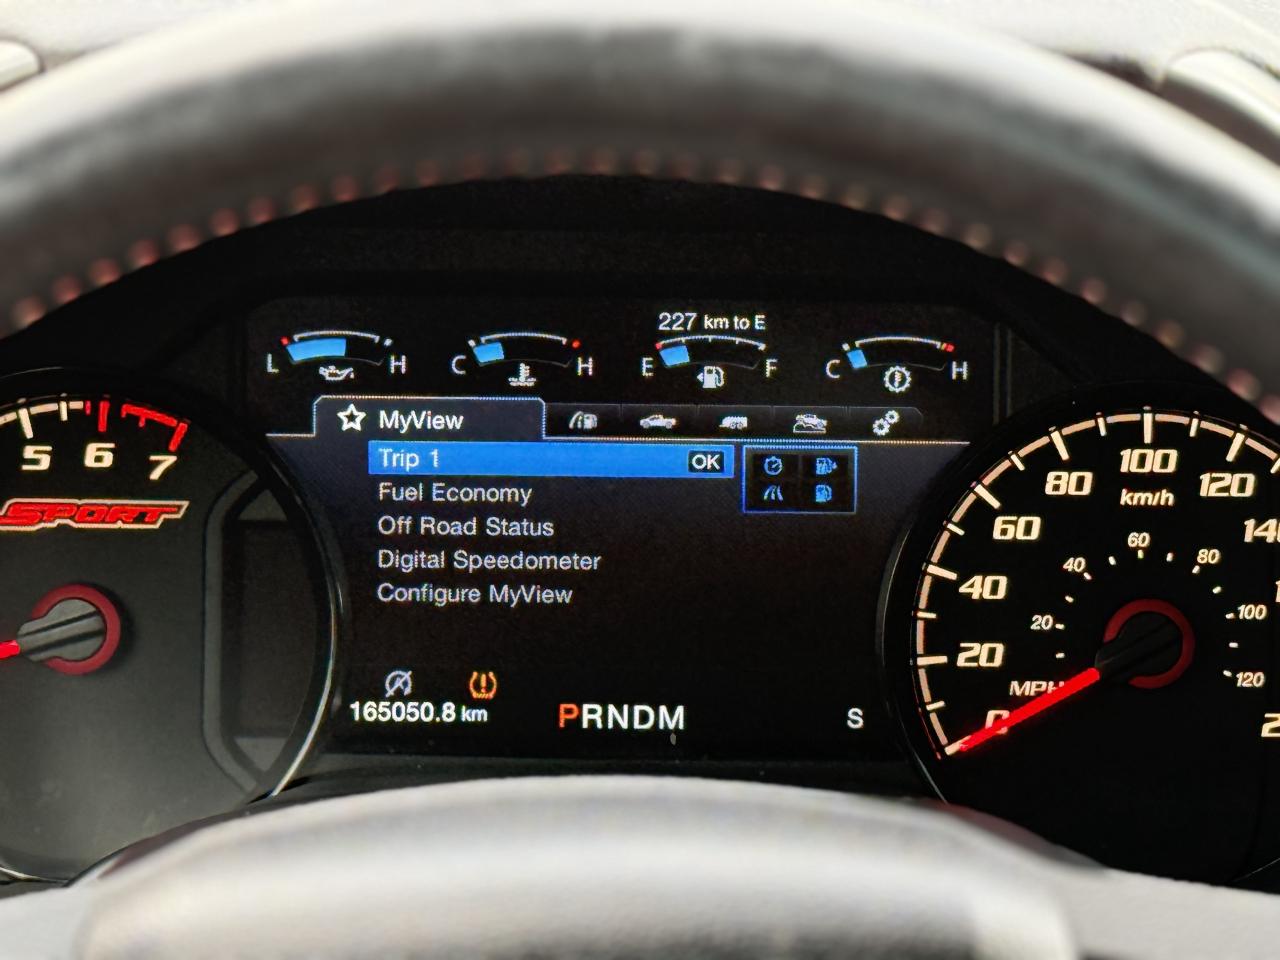 227 km to E
L H C H E F C H
MyView
Trip 1 OK
Fuel Economy
Off Road Status
Digital Speedometer
Configure MyView
165050.8 km
PRNDM
S
5 6 7
SPORT
0 20 40 60 80 100 120
km/h
20 40 60 80 100 120
MPH